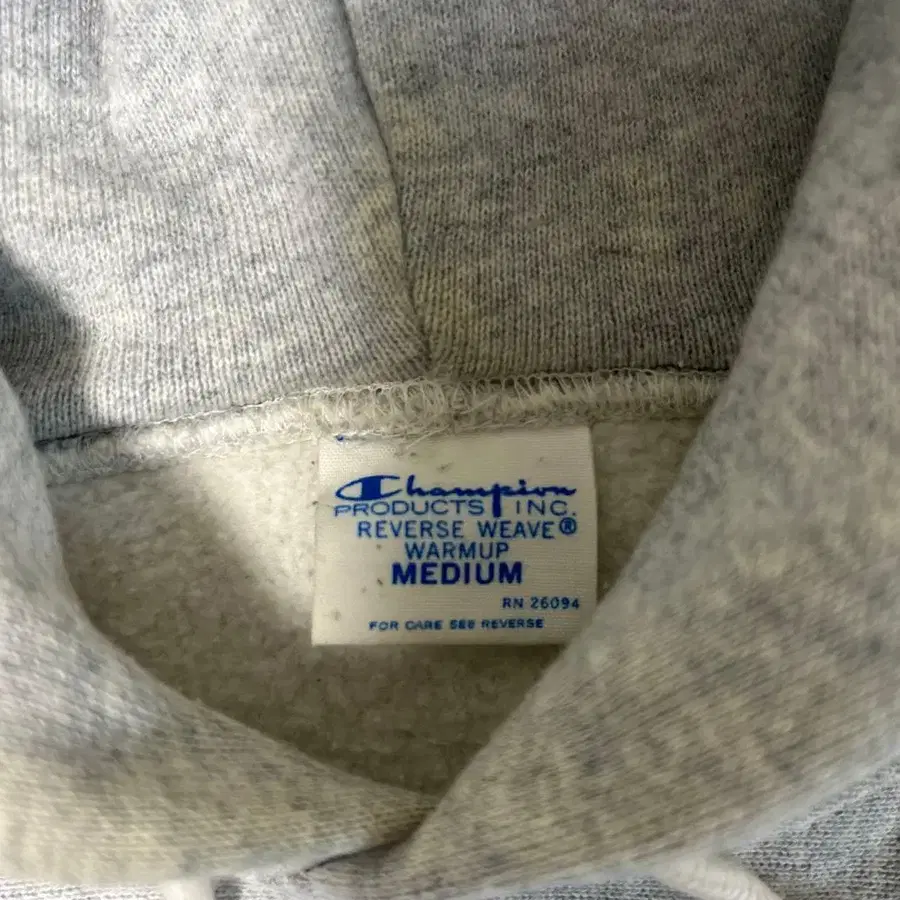 Champion
PRODUCTS INC.
REVERSE WEAVE®
WARMUP
MEDIUM
RN 26094
FOR CARE SEE REVERSE